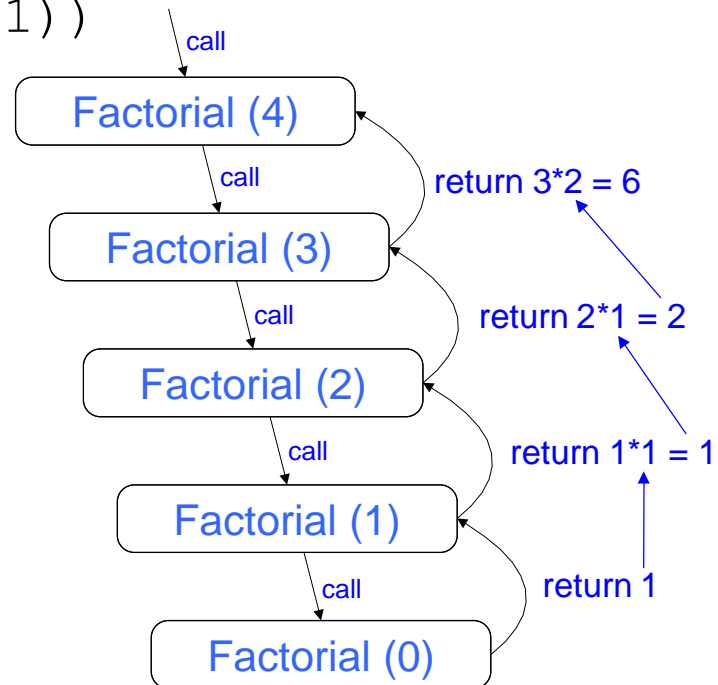 1))
call
Factorial (4)
call
return 3*2 = 6
Factorial (3)
call
return 2*1 = 2
Factorial (2)
call
return 1*1 = 1
Factorial (1)
call
return 1
Factorial (0)